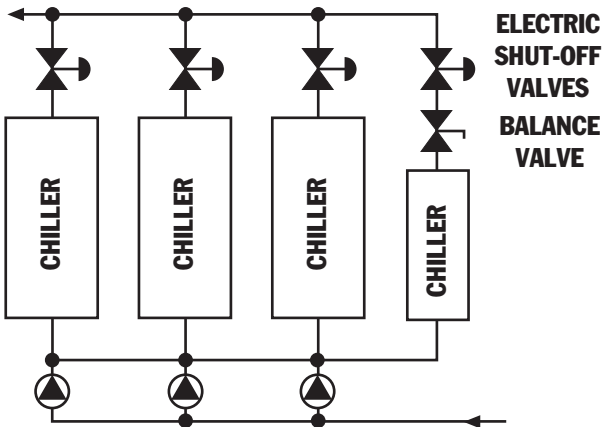 ELECTRIC
SHUT-OFF
VALVES
BALANCE
VALVE
CHILLER
CHILLER
CHILLER
CHILLER